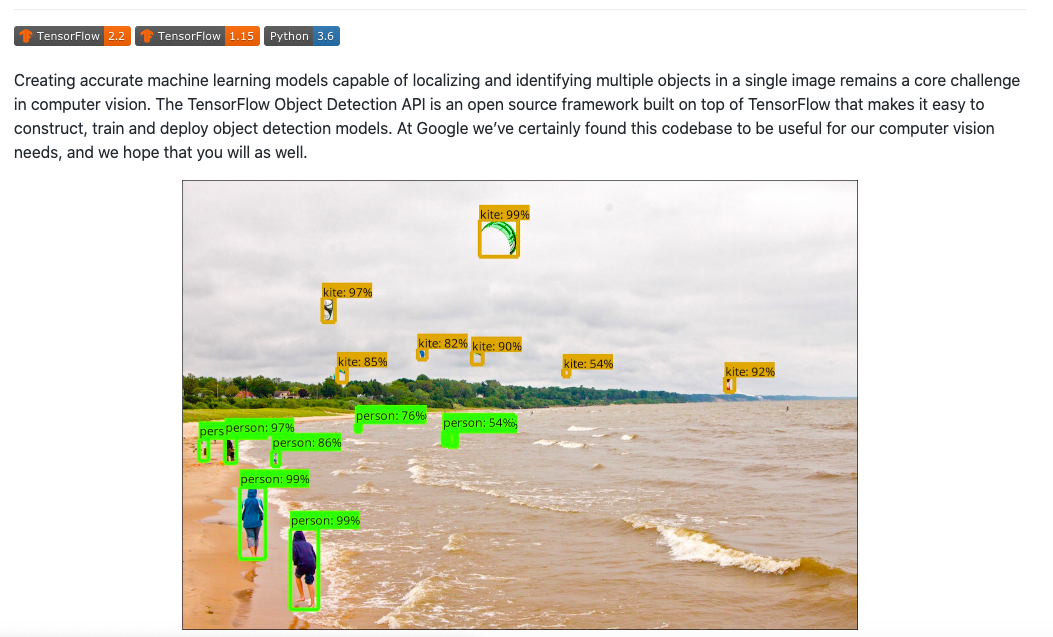 TensorFlow 2.2 TensorFlow 1.15 Python 3.6
Creating accurate machine learning models capable of localizing and identifying multiple objects in a single image remains a core challenge
in computer vision. The TensorFlow Object Detection API is an open source framework built on top of TensorFlow that makes it easy to
construct, train and deploy object detection models. At Google we’ve certainly found this codebase to be useful for our computer vision
needs, and we hope that you will as well.
kite: 99%
kite: 97%
kite: 82% kite: 90%
kite: 85% kite: 54%
kite: 92%
person: 76%
person: 54%
pers person: 97%
person: 86%
person: 99%
person: 99%